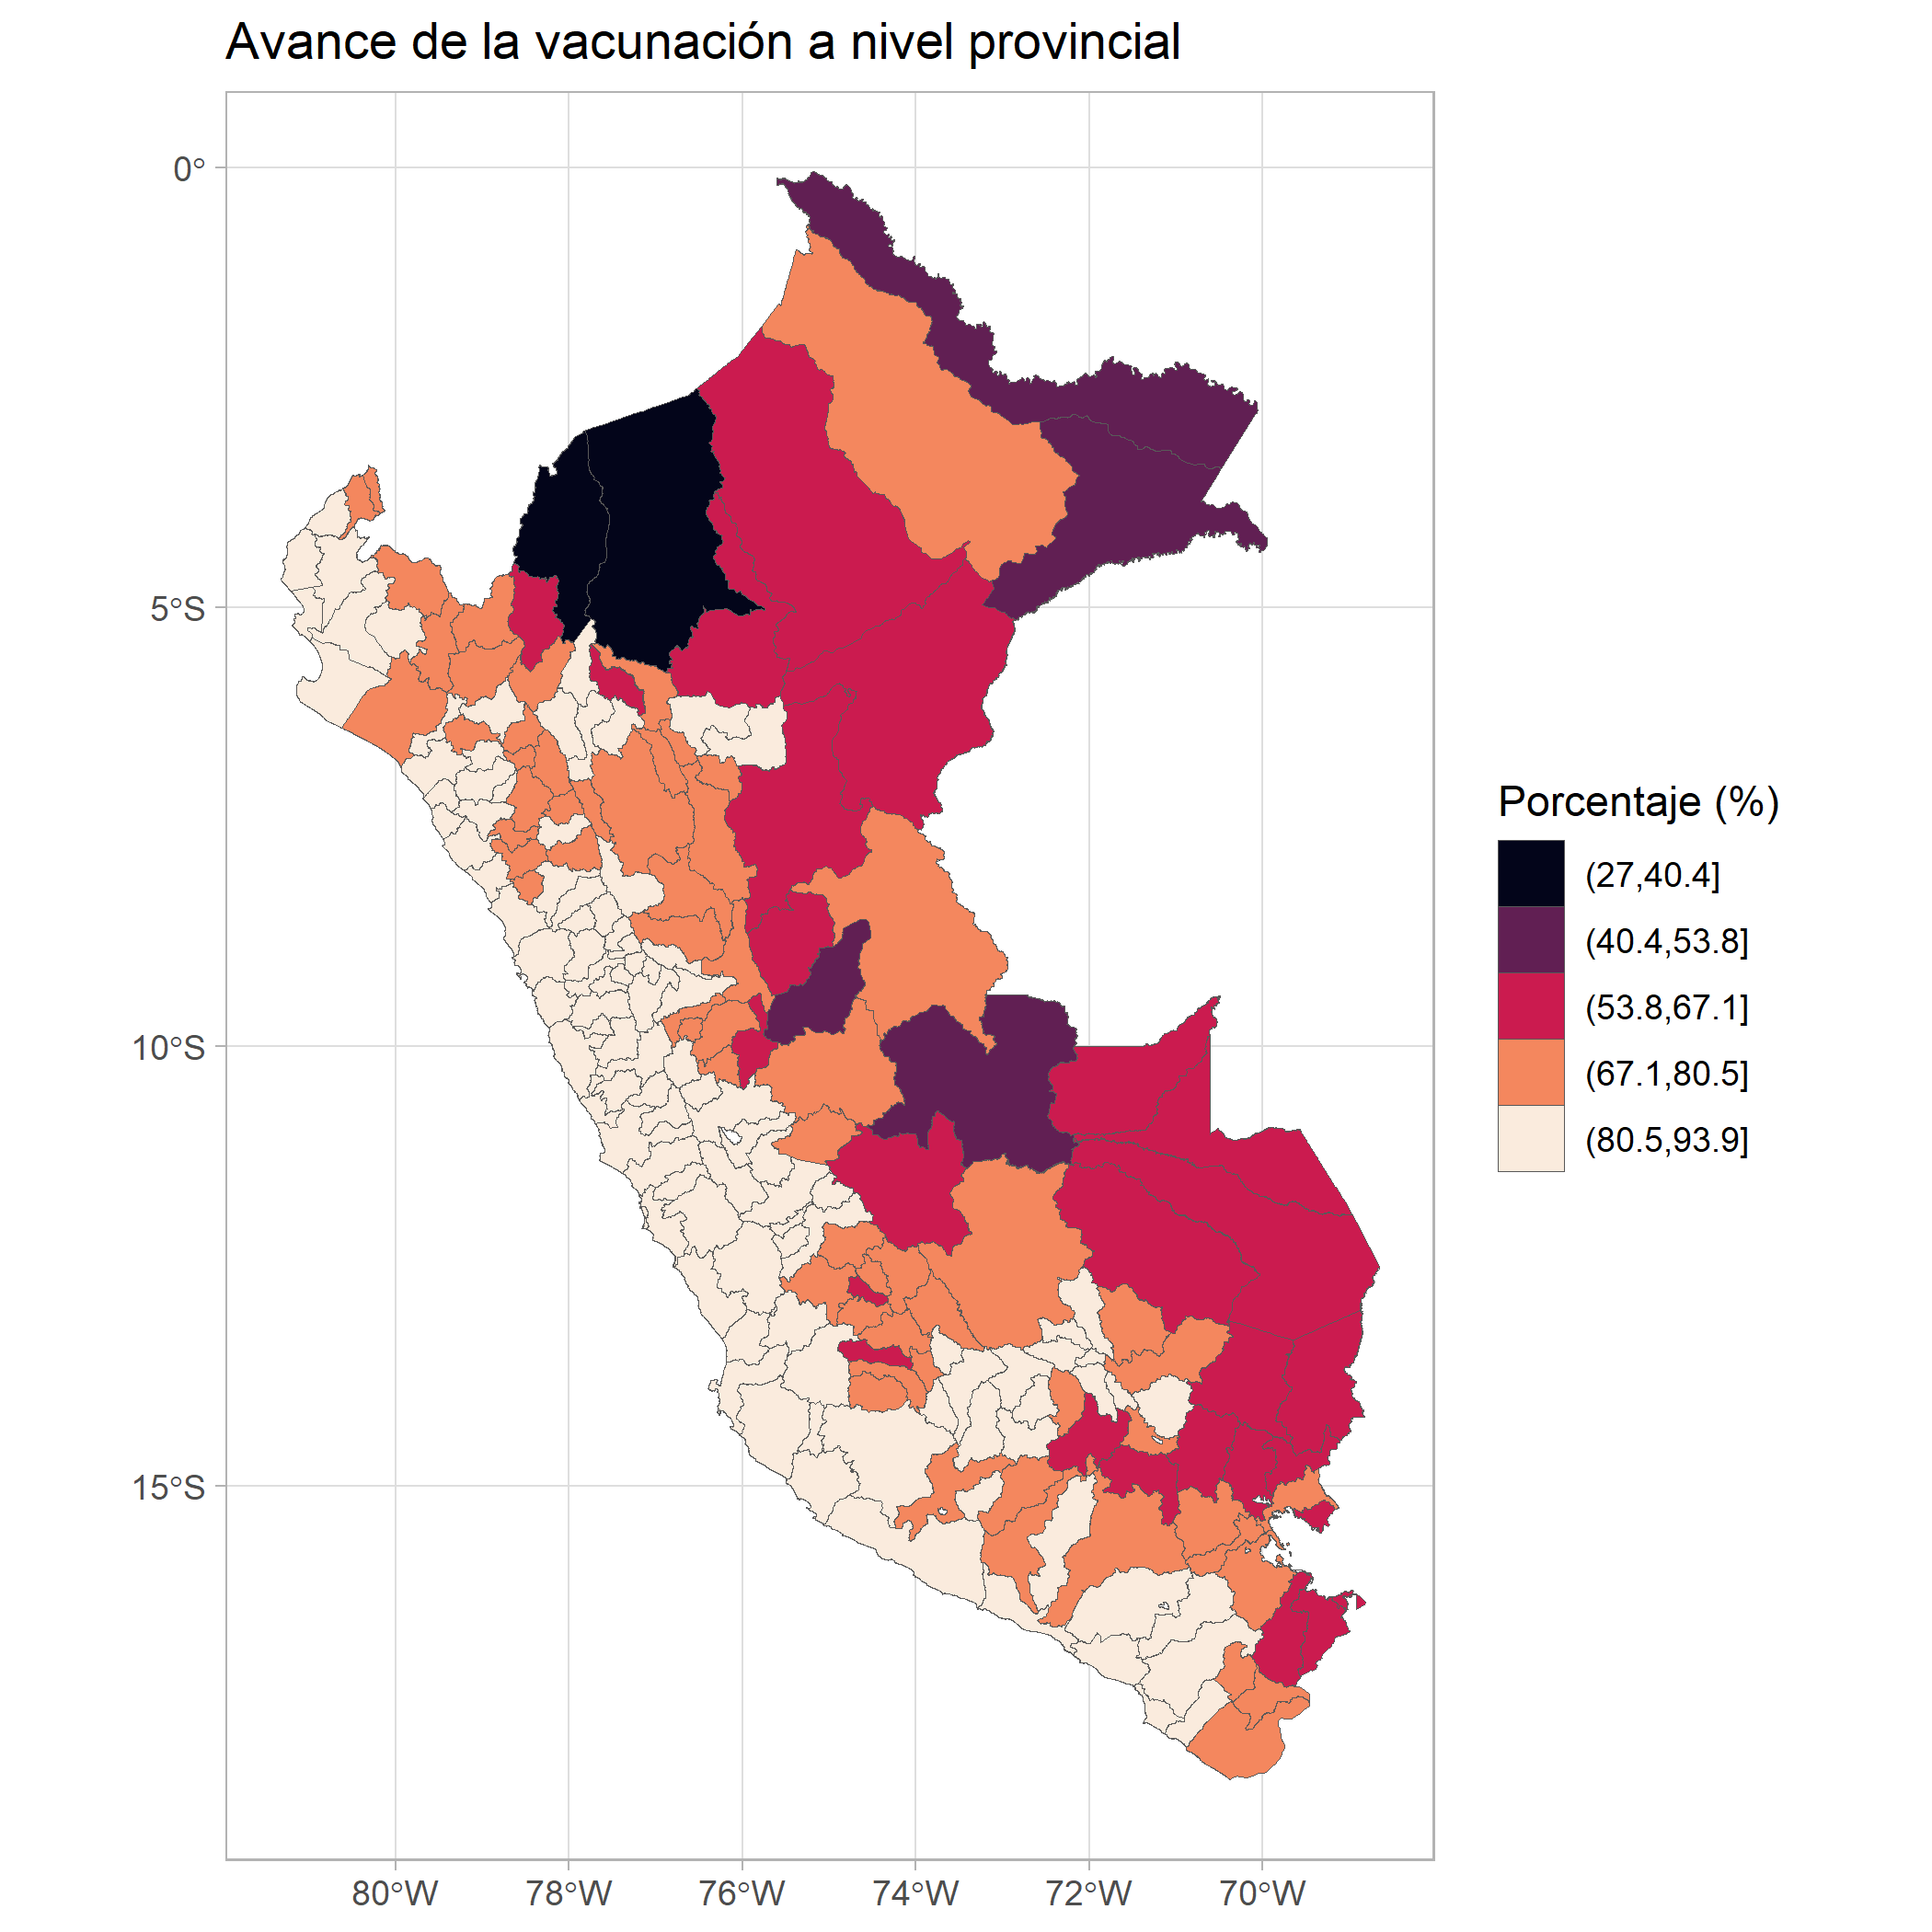 Avance de la vacunación a nivel provincial
0°
5°S
10°S
15°S
80°W 78°W 76°W 74°W 72°W 70°W
Porcentaje (%)
(27,40.4]
(40.4,53.8]
(53.8,67.1]
(67.1,80.5]
(80.5,93.9]